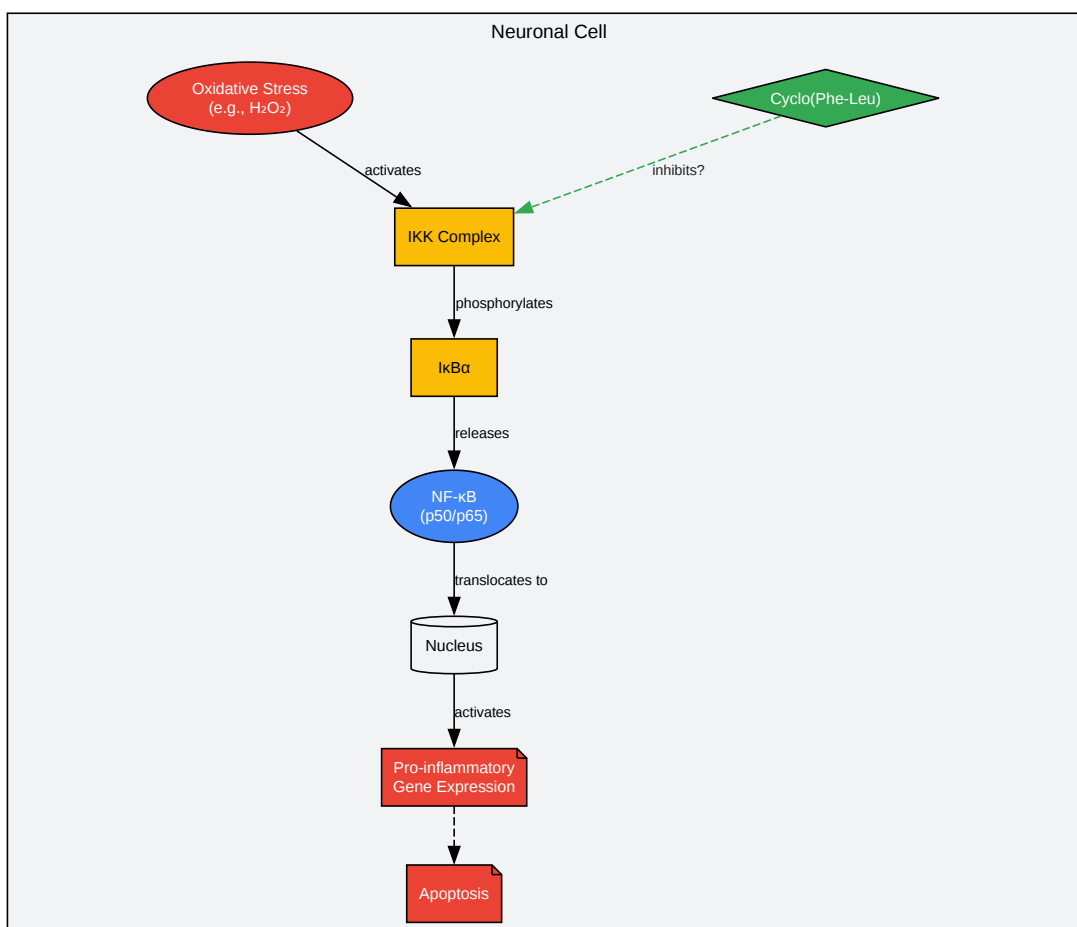 Neuronal Cell
Oxidative Stress
(e.g., H₂O₂)
Cyclo(Phe-Leu)
activates
inhibits?
IKK Complex
phosphorylates
IκBα
releases
NF-κB
(p50/p65)
translocates to
Nucleus
activates
Pro-inflammatory
Gene Expression
Apoptosis